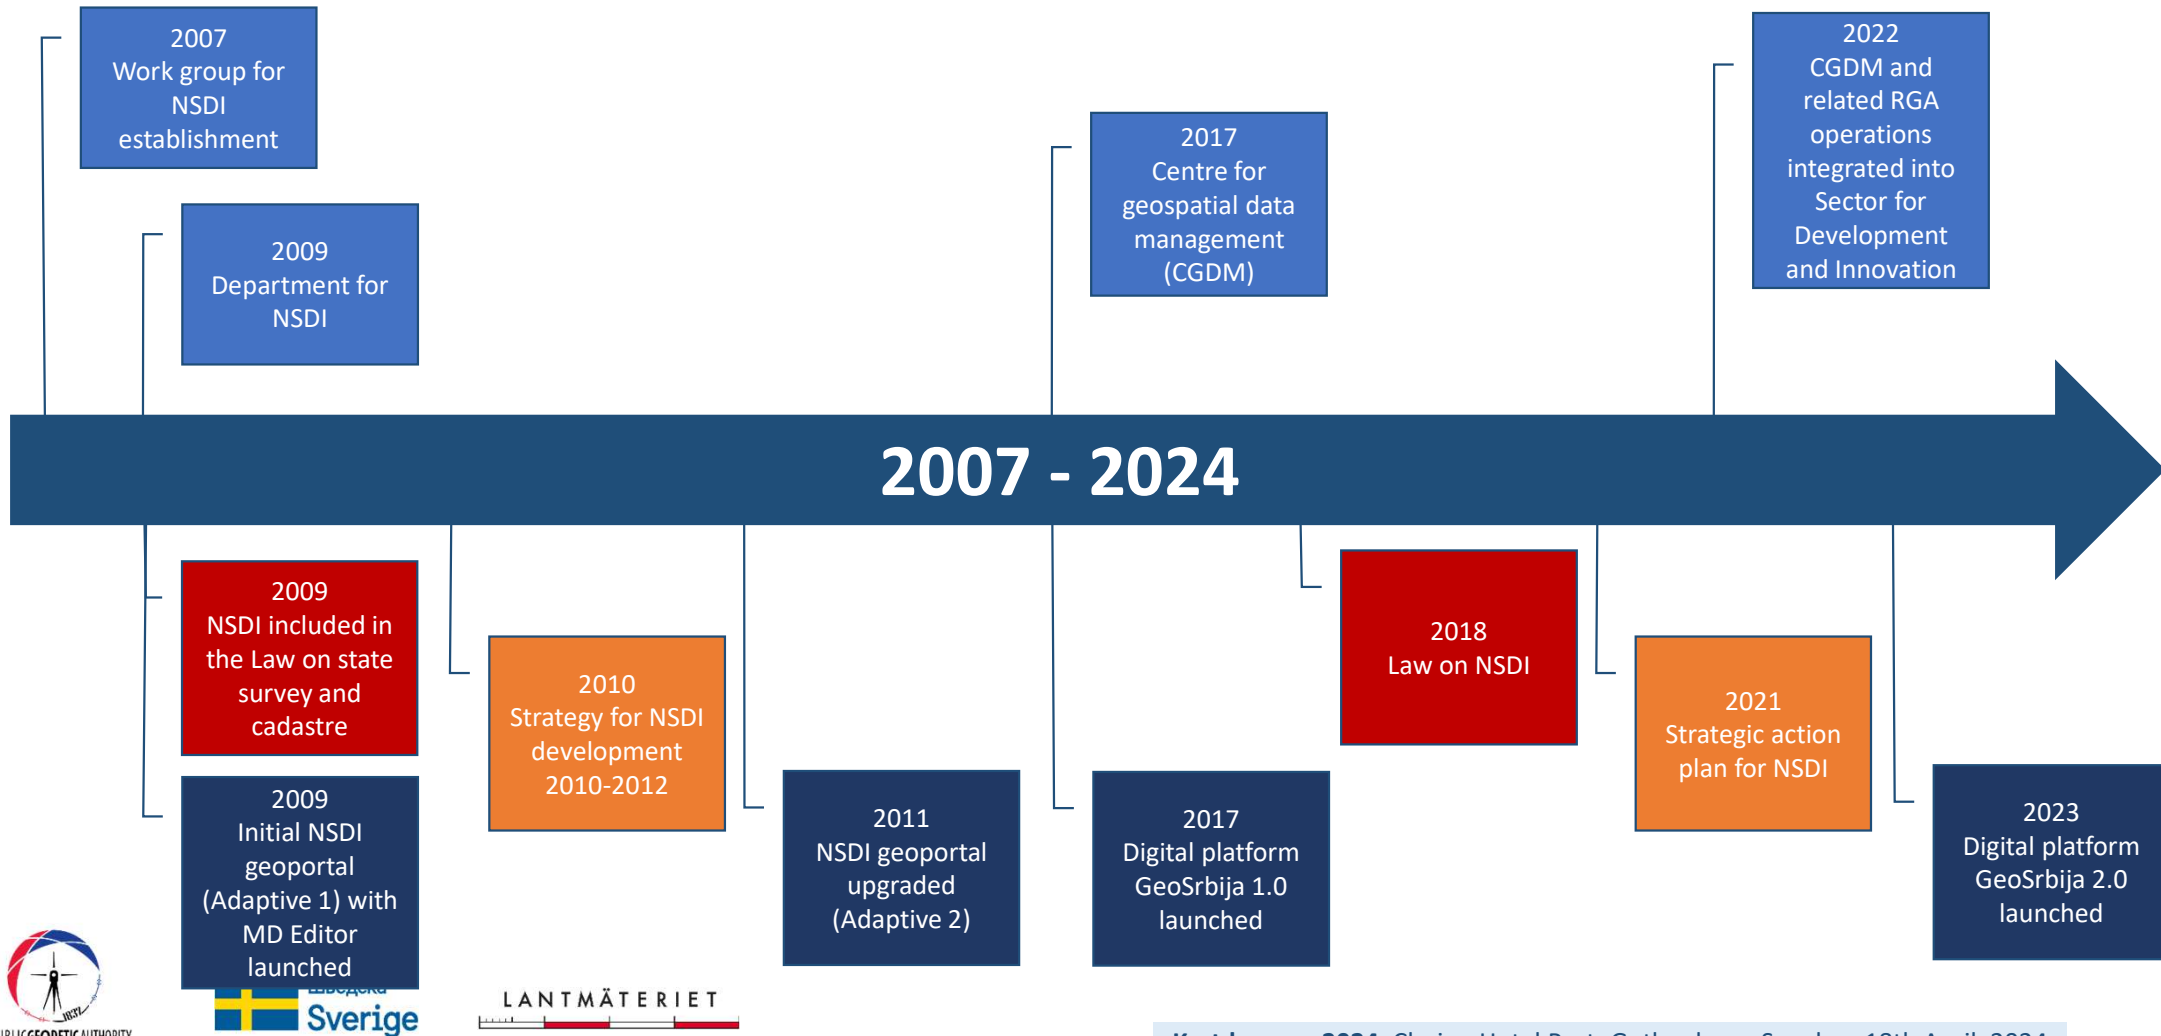 2007
Work group for
NSDI
establishment
2009
Department for
NSDI
2017
Centre for
geospatial data
management
(CGDM)
2022
CGDM and
related RGA
operations
integrated into
Sector for
Development
and Innovation
2007 - 2024
2009
NSDI included in
the Law on state
survey and
cadastre
2009
Initial NSDI
geoportal
(Adaptive 1) with
MD Editor
launched
2010
Strategy for NSDI
development
2010-2012
2011
NSDI geoportal
upgraded
(Adaptive 2)
2017
Digital platform
GeoSrbija 1.0
launched
2018
Law on NSDI
2021
Strategic action
plan for NSDI
2023
Digital platform
GeoSrbija 2.0
launched
1837
GEODETIC AUTHORITY
Sverige
LANTMÄTERIET
2024